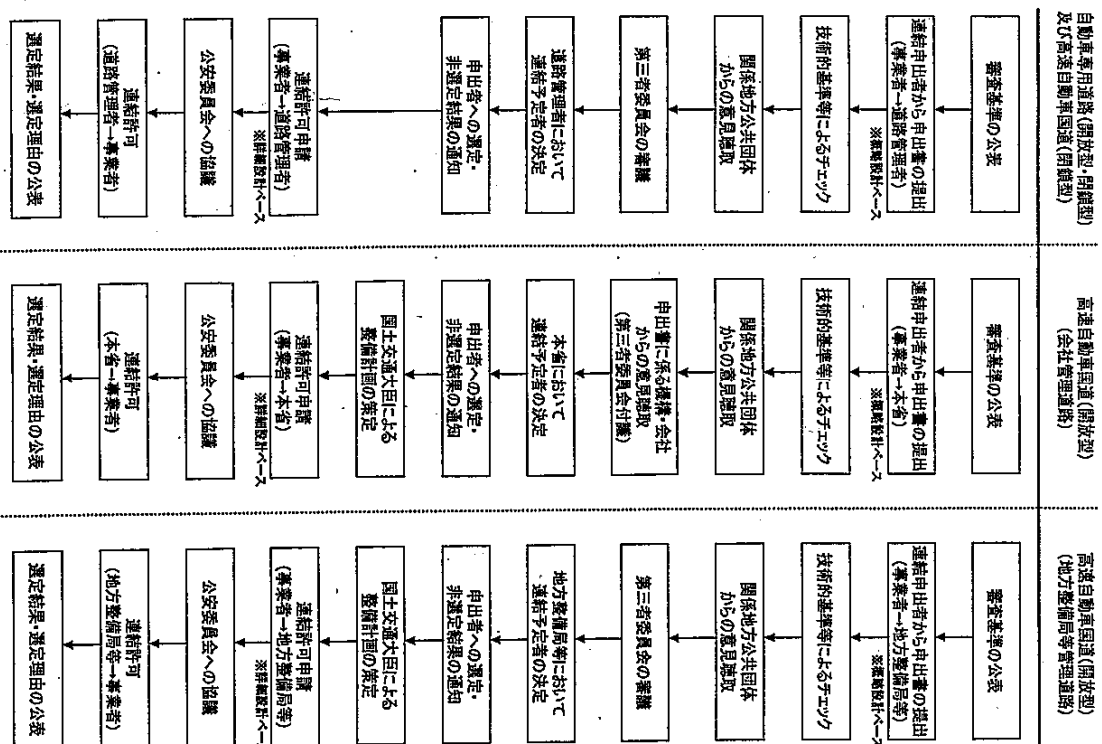 自動車専用道路(開放型・閉鎖型)
及び高速自動車国道(閉鎖型)
審査基準の公表
連結申出者から申出書の提出
(事業者→道路管理者)
※概略設計ベース
技術的基準等によるチェック
関係地方公共団体
からの意見聴取
第三者委員会の審議
道路管理者において
連結予定者の決定
申出者への選定・
非選定結果の通知
連結許可申請
(事業者→道路管理者)
※詳細設計ベース
公安委員会への協議
連結許可
(道路管理者→事業者)
選定結果・選定理由の公表
高速自動車国道(開放型)
(会社管理道路)
審査基準の公表
連結申出者から申出書の提出
(事業者→本省)
※概略設計ベース
技術的基準等によるチェック
関係地方公共団体
からの意見聴取
申出書に係る機構・会社
からの意見聴取
(第三者委員会付議)
本省において
連結予定者の決定
申出者への選定・
非選定結果の通知
国土交通大臣による
整備計画の策定
連結許可申請
(事業者→本省)
※詳細設計ベース
公安委員会への協議
連結許可
(本省→事業者)
選定結果・選定理由の公表
高速自動車国道(開放型)
(地方整備局等管理道路)
審査基準の公表
連結申出者から申出書の提出
(事業者→地方整備局等)
※概略設計ベース
技術的基準等によるチェック
関係地方公共団体
からの意見聴取
第三者委員会の審議
地方整備局等において
連結予定者の決定
申出者への選定・
非選定結果の通知
国土交通大臣による
整備計画の策定
連結許可申請
(事業者→地方整備局等)
※詳細設計ベー
公安委員会への協議
連結許可
(地方整備局等→事業者)
選定結果・選定理由の公表